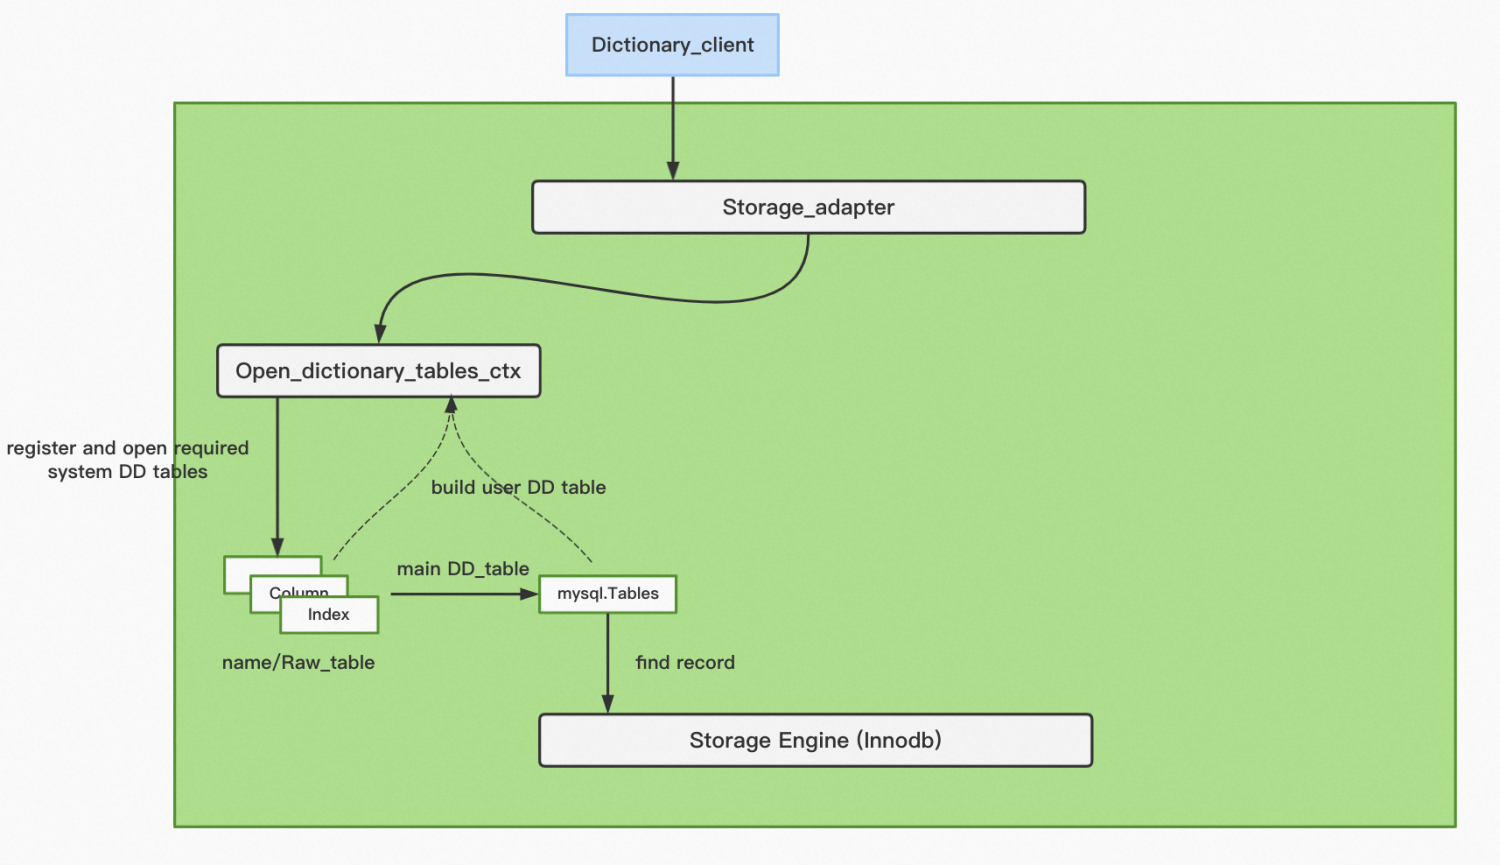 Dictionary_client
Storage_adapter
Open_dictionary_tables_ctx
register and open required
system DD tables
build user DD table
main DD_table
Column
Index
mysql.Tables
name/Raw_table
find record
Storage Engine (Innodb)